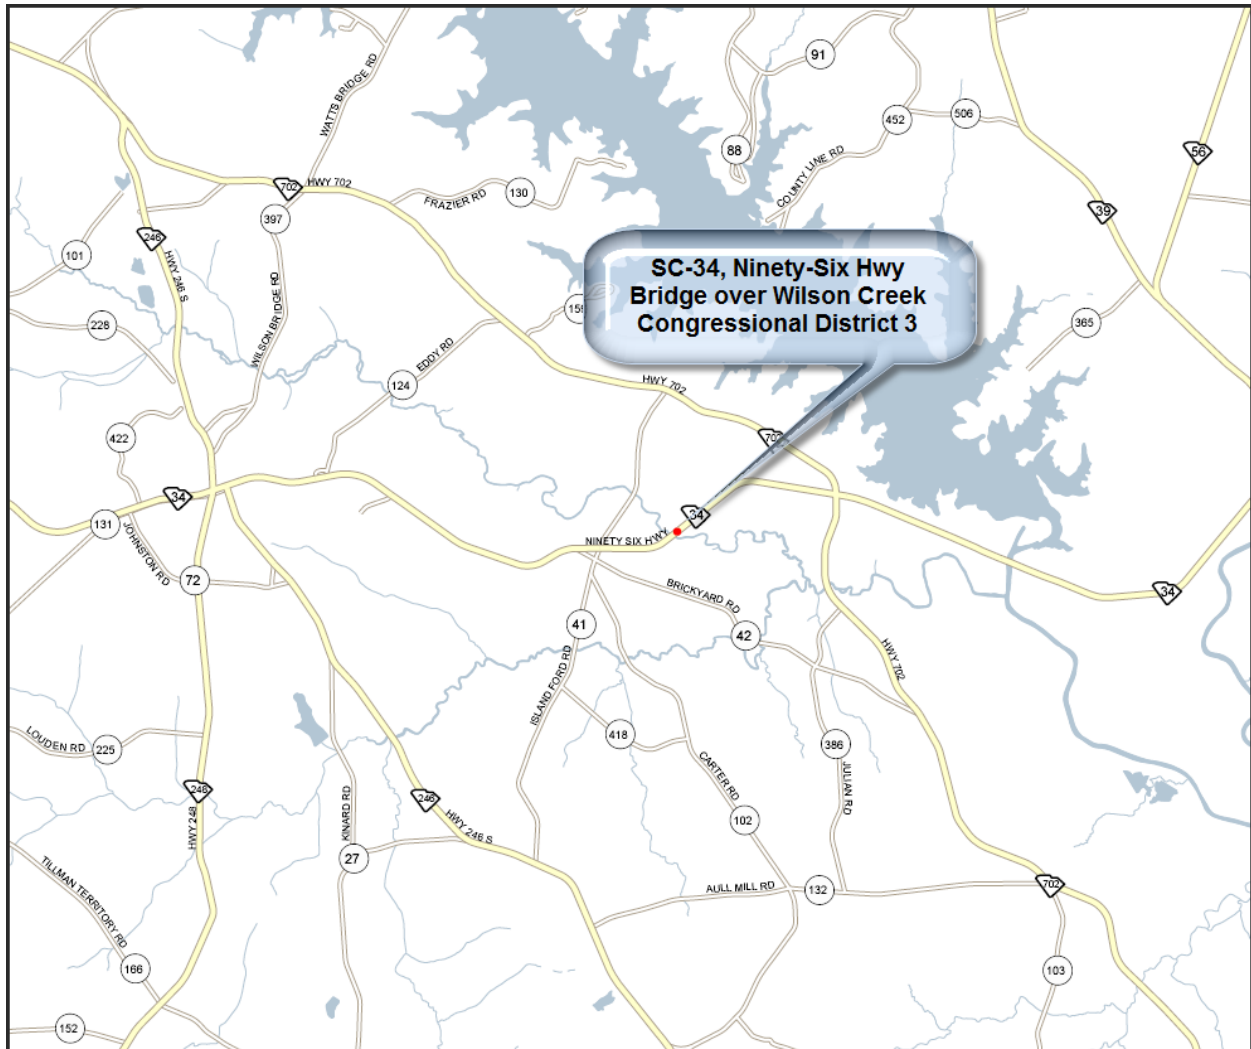 91
WATTS BRIDGE RD
452
506
88
56
COUNTY LINE RD
702
HWY 702
130
FRAZIER RD
397
39
246
101
HWY 246 S
SC-34, Ninety-Six Hwy
Bridge over Wilson Creek
Congressional District 3
WILSON BRIDGE RD
228
365
EDDY RD
124
HWY 702
422
702
34
34
131
NINETY SIX HWY
JOHNSTON RD
72
BRICKYARD RD
34
41
42
HWY 702
ISLAND FORD RD
418
386
LOUDEN RD
225
CARTER RD
JULIAN RD
248
246
HWY 248
KINARD RD
HWY 246 S
102
27
TILLMAN TERRITORY RD
AULL MILL RD
132
702
166
103
152